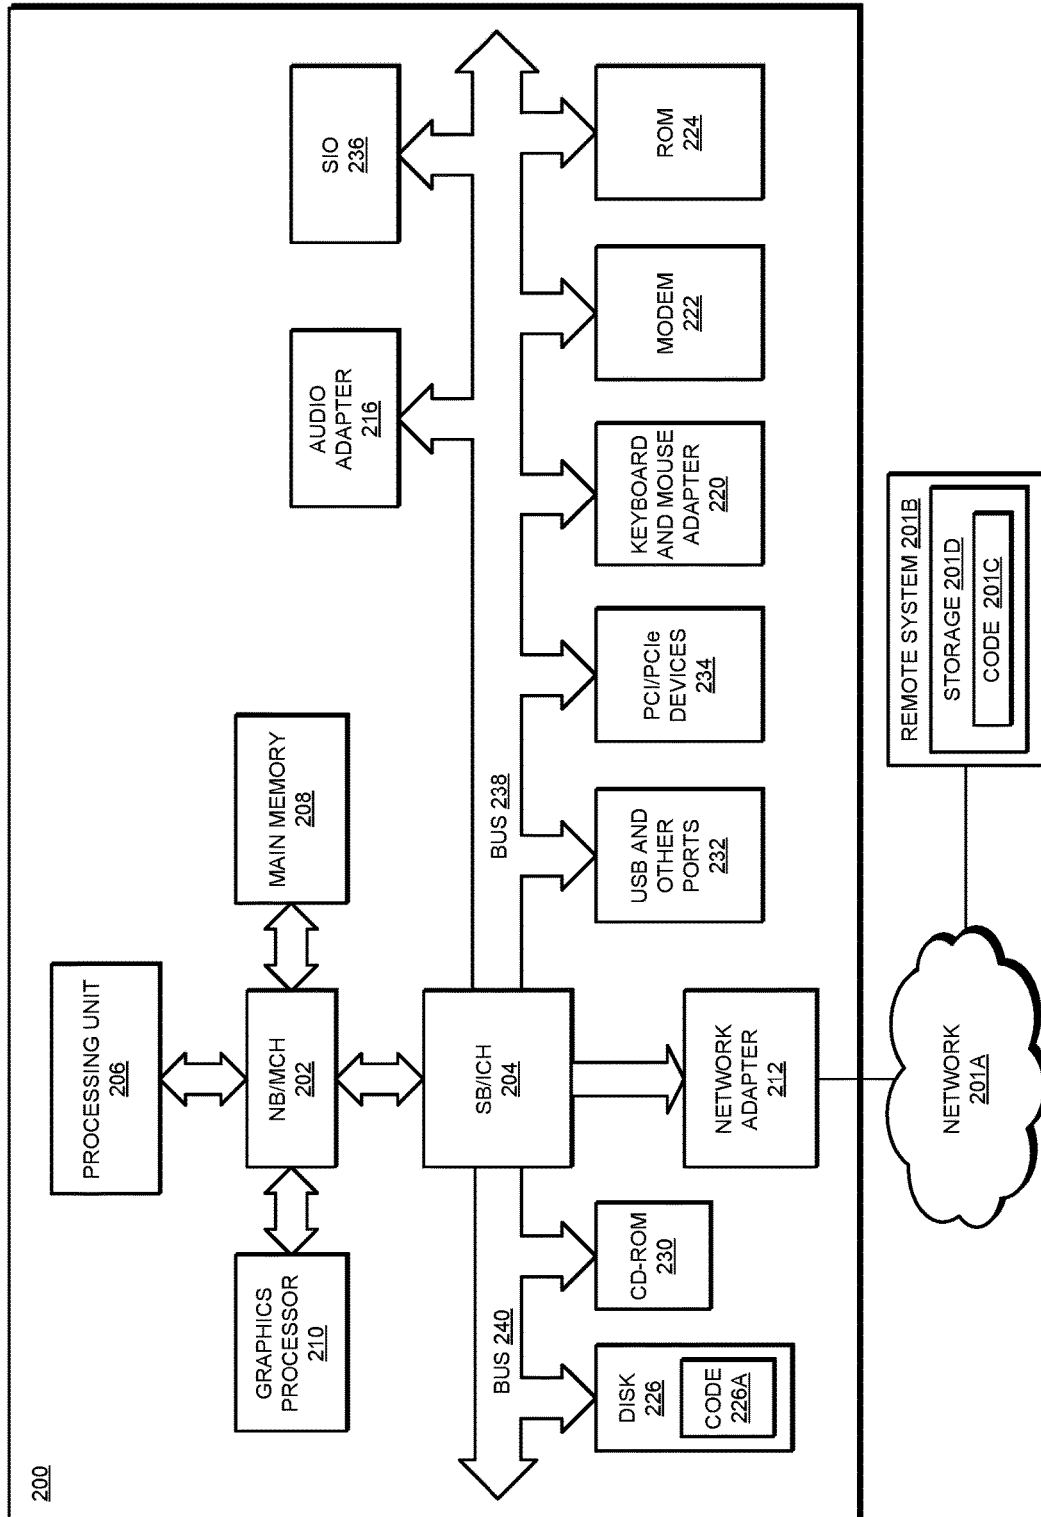 200
PROCESSING UNIT
206
GRAPHICS
PROCESSOR
210
NB/MCH
202
MAIN MEMORY
208
AUDIO
ADAPTER
216
SIO
236
SB/ICH
204
BUS 240
BUS 238
DISK
226
CODE
226A
CD-ROM
230
NETWORK
ADAPTER
212
USB AND
OTHER
PORTS
232
PCI/PCIe
DEVICES
234
KEYBOARD
AND MOUSE
ADAPTER
220
MODEM
222
ROM
224
NETWORK
201A
REMOTE SYSTEM 201B
STORAGE 201D
CODE 201C